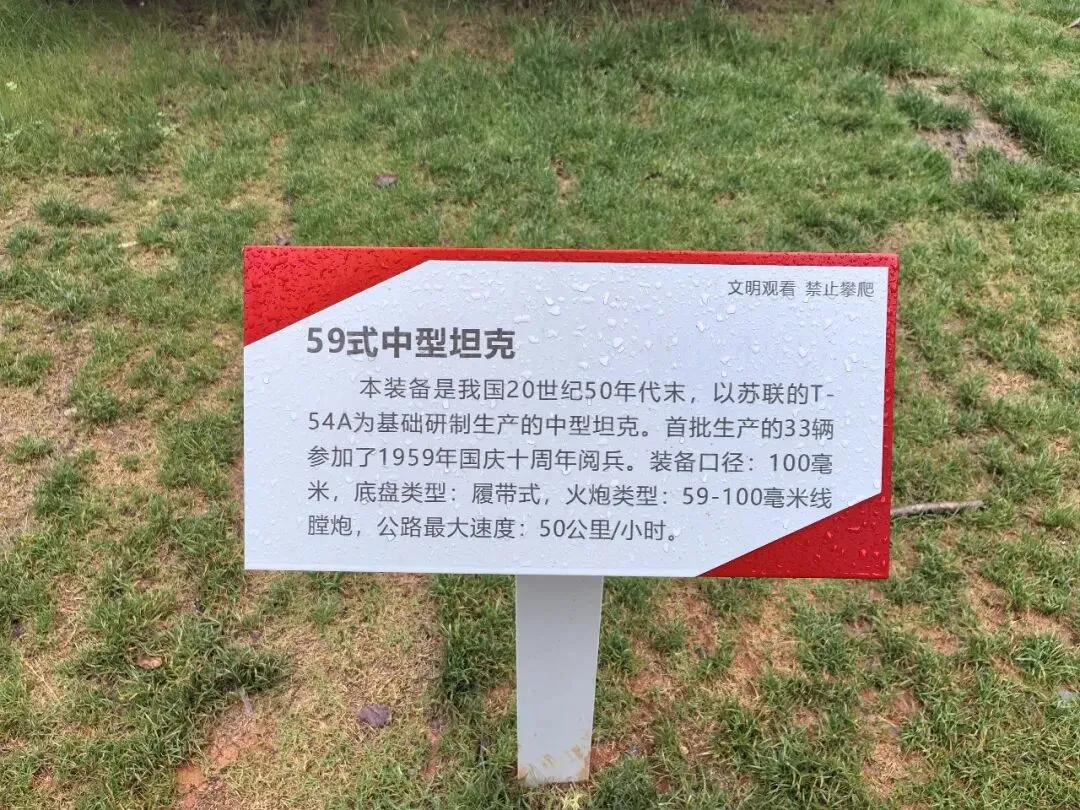 文明观看 禁止攀爬
59式中型坦克
本装备是我国20世纪50年代末，以苏联的T-
54A为基础研制生产的中型坦克。首批生产的33辆
参加了1959年国庆十周年阅兵。装备口径：100毫
米，底盘类型：履带式，火炮类型：59-100毫米线
膛炮，公路最大速度：50公里/小时。